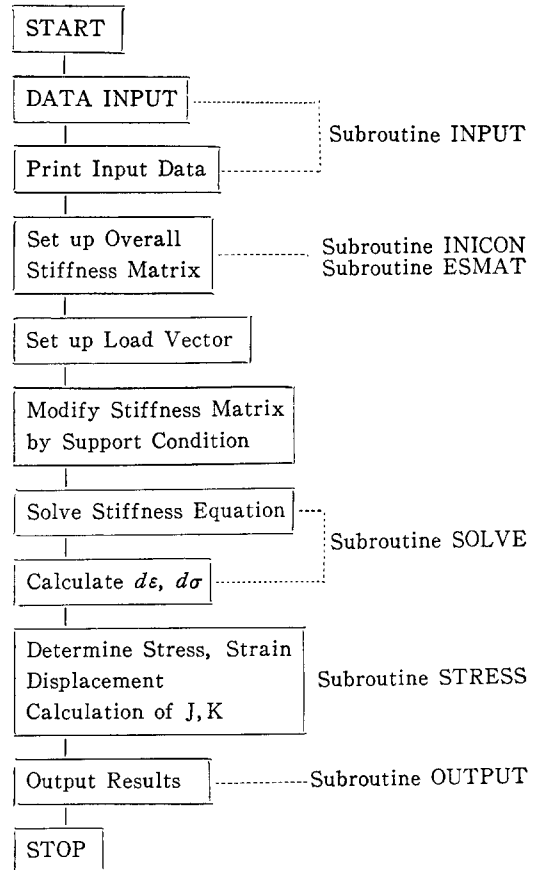 START
DATA INPUT
Subroutine INPUT
Print Input Data
Set up Overall
Stiffness Matrix
Subroutine INICON
Subroutine ESMAT
Set up Load Vector
Modify Stiffness Matrix
by Support Condition
Solve Stiffness Equation
Subroutine SOLVE
Calculate dε, dσ
Determine Stress, Strain
Displacement
Calculation of J, K
Subroutine STRESS
Output Results
Subroutine OUTPUT
STOP